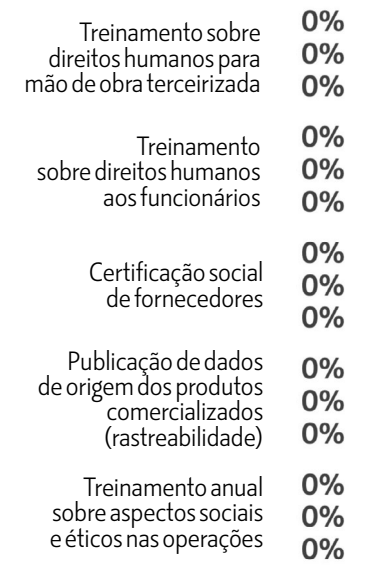 Treinamento sobre
direitos humanos para
mão de obra terceirizada
0%
0%
0%
Treinamento
sobre direitos humanos
aos funcionários
0%
0%
0%
Certificação social
de fornecedores
0%
0%
0%
Publicação de dados
de origem dos produtos
comercializados
(rastreabilidade)
0%
0%
0%
Treinamento anual
sobre aspectos sociais
e éticos nas operações
0%
0%
0%